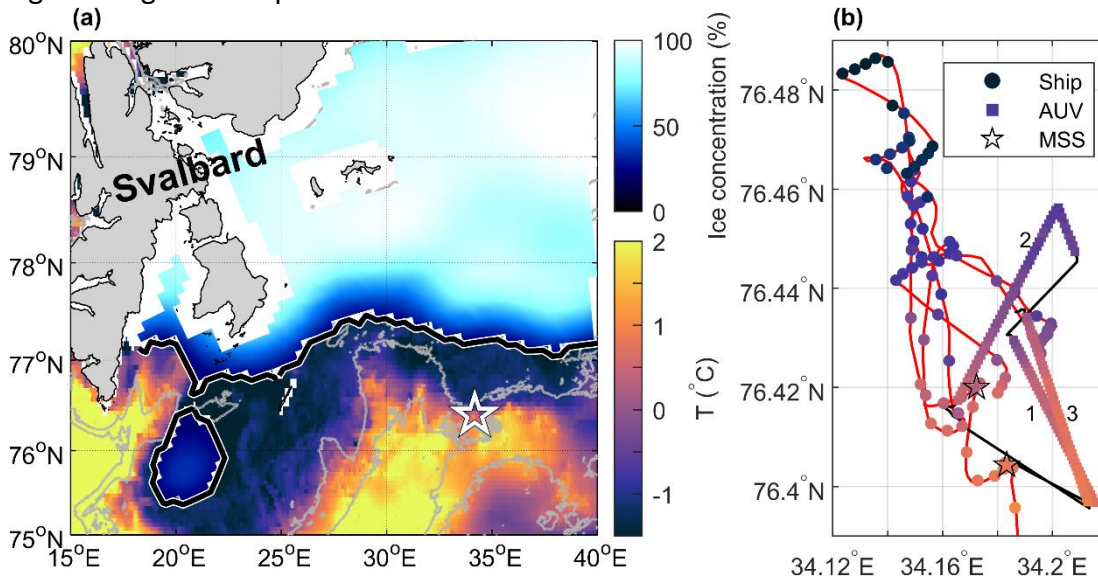 (a)
80°N
79°N
78°N
77°N
76°N
75°N
15°E
20°E
25°E
30°E
35°E
40°E
Svalbard
100
50
0
Ice concentration (%)
2
1
0
-1
T (°C)
(b)
76.48°N
76.46°N
76.44°N
76.42°N
76.4°N
34.12°E
34.16°E
34.2°E
Ship
AUV
MSS
2
1
3